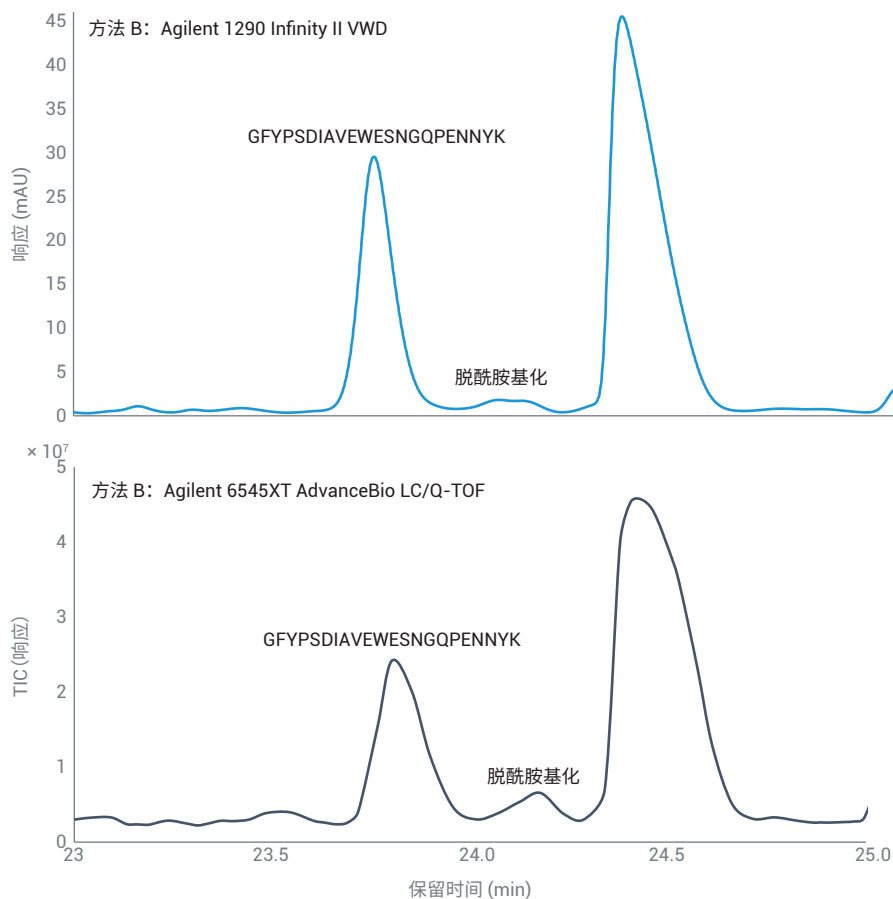 方法 B：Agilent 1290 Infinity II VWD
45
40
35
30
25
20
15
10
5
0
响应 (mAU)
GFYPSDIAVEWESNGQPENNYK
脱酰胺基化
× 10⁷
方法 B：Agilent 6545XT AdvanceBio LC/Q-TOF
5
4
3
2
1
0
TIC (响应)
GFYPSDIAVEWESNGQPENNYK
脱酰胺基化
23 23.5 24.0 24.5 25.0
保留时间 (min)